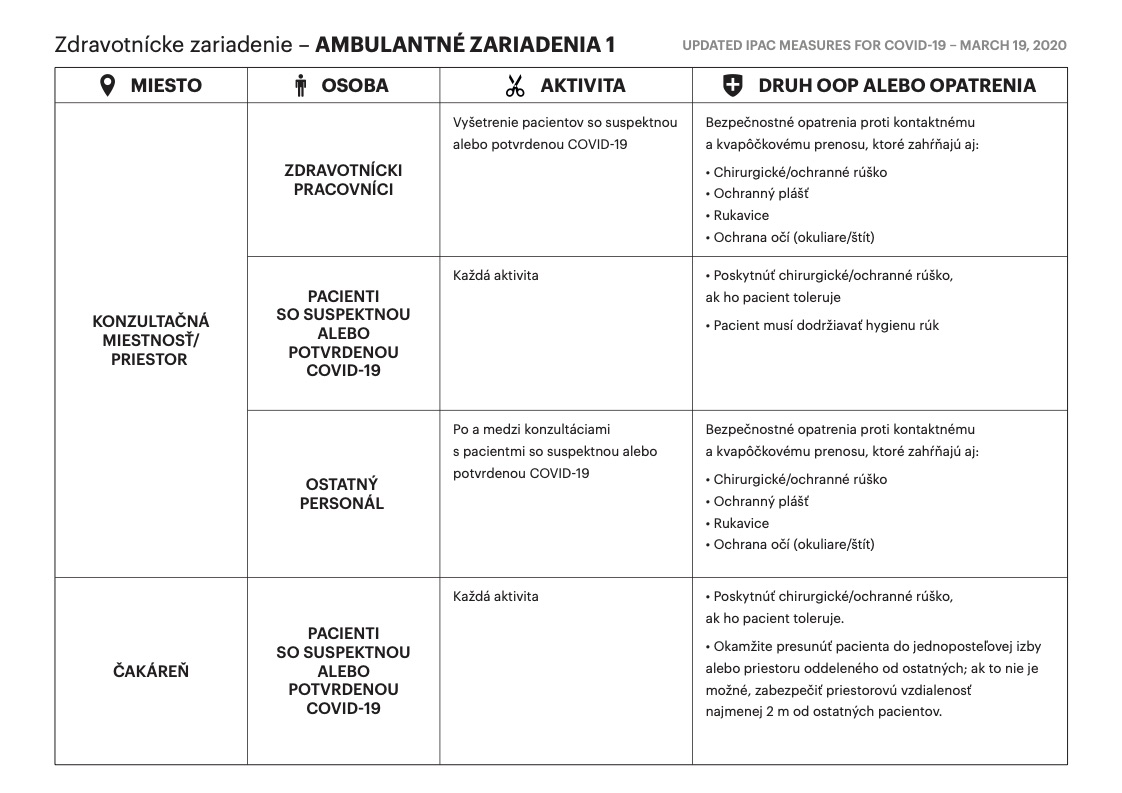 Zdravotnícke zariadenie – AMBULANTNÉ ZARIADENIA 1
UPDATED IPAC MEASURES FOR COVID-19 – MARCH 19, 2020
MIESTO
OSOBA
AKTIVITA
DRUH OOP ALEBO OPATRENIA
KONZULTAČNÁ
MIESTNOSŤ/
PRIESTOR
ZDRAVOTNÍCKI
PRACOVNÍCI
Vyšetrenie pacientov so suspektnou
alebo potvrdenou COVID-19
Bezpečnostné opatrenia proti kontaktnému
a kvapôčkovému prenosu, ktoré zahŕňajú aj:
• Chirurgické/ochranné rúško
• Ochranný plášť
• Rukavice
• Ochrana očí (okuliare/štít)
PACIENTI
SO SUSPEKTNOU
ALEBO
POTVRDENOU
COVID-19
Každá aktivita
• Poskytnúť chirurgické/ochranné rúško,
ak ho pacient toleruje
• Pacient musí dodržiavať hygienu rúk
OSTATNÝ
PERSONÁL
Po a medzi konzultáciami
s pacientmi so suspektnou alebo
potvrdenou COVID-19
Bezpečnostné opatrenia proti kontaktnému
a kvapôčkovému prenosu, ktoré zahŕňajú aj:
• Chirurgické/ochranné rúško
• Ochranný plášť
• Rukavice
• Ochrana očí (okuliare/štít)
ČAKÁREŇ
PACIENTI
SO SUSPEKTNOU
ALEBO
POTVRDENOU
COVID-19
Každá aktivita
• Poskytnúť chirurgické/ochranné rúško,
ak ho pacient toleruje.
• Okamžite presunúť pacienta do jednoposteľovej izby
alebo priestoru oddeleného od ostatných; ak to nie je
možné, zabezpečiť priestorovú vzdialenosť
najmenej 2 m od ostatných pacientov.